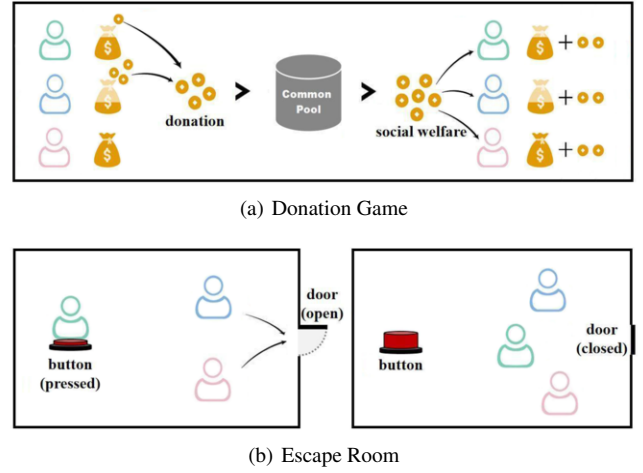 $
$
$
donation
Common
Pool
social welfare
$ +
$ +
$ +
(a) Donation Game
button
(pressed)
door
(open)
button
door
(closed)
(b) Escape Room